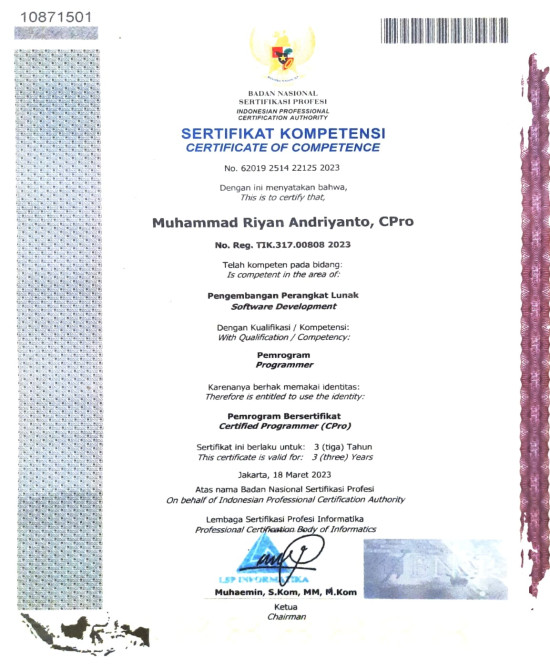 10871501
BADAN NASIONAL
SERTIFIKASI PROFESI
INDONESIAN PROFESSIONAL
CERTIFICATION AUTHORITY
SERTIFIKAT KOMPETENSI
CERTIFICATE OF COMPETENCE
No. 62019 2514 22125 2023
Dengan ini menyatakan bahwa,
This is to certify that,
Muhammad Riyan Andriyanto, CPro
No. Reg. TIK.317.00808 2023
Telah kompeten pada bidang:
Is competent in the area of:
Pengembangan Perangkat Lunak
Software Development
Dengan Kualifikasi / Kompetensi:
With Qualification / Competency:
Pemrogram
Programmer
Karenanya berhak memakai identitas:
Therefore is entitled to use the identity:
Pemrogram Bersertifikat
Certified Programmer (CPro)
Sertifikat ini berlaku untuk: 3 (tiga) Tahun
This certificate is valid for: 3 (three) Years
Jakarta, 18 Maret 2023
Atas nama Badan Nasional Sertifikasi Profesi
On behalf of Indonesian Professional Certification Authority
Lembaga Sertifikasi Profesi Informatika
Professional Certification Body of Informatics
LSP INFORMATIKA
BNSP
Muhaemin, S.Kom, MM, M.Kom
Ketua
Chairman